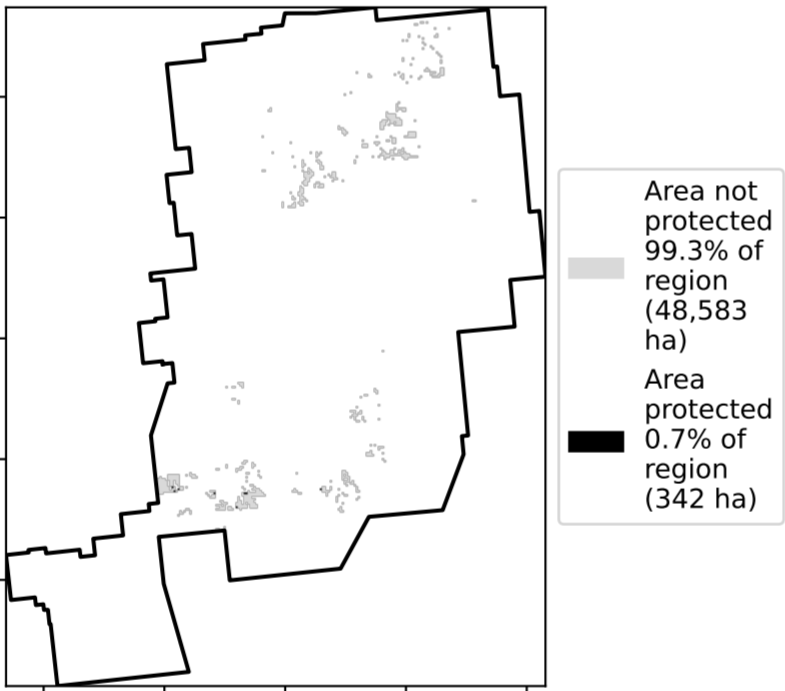 Area not
protected
99.3% of
region
(48,583
ha)
Area
protected
0.7% of
region
(342 ha)